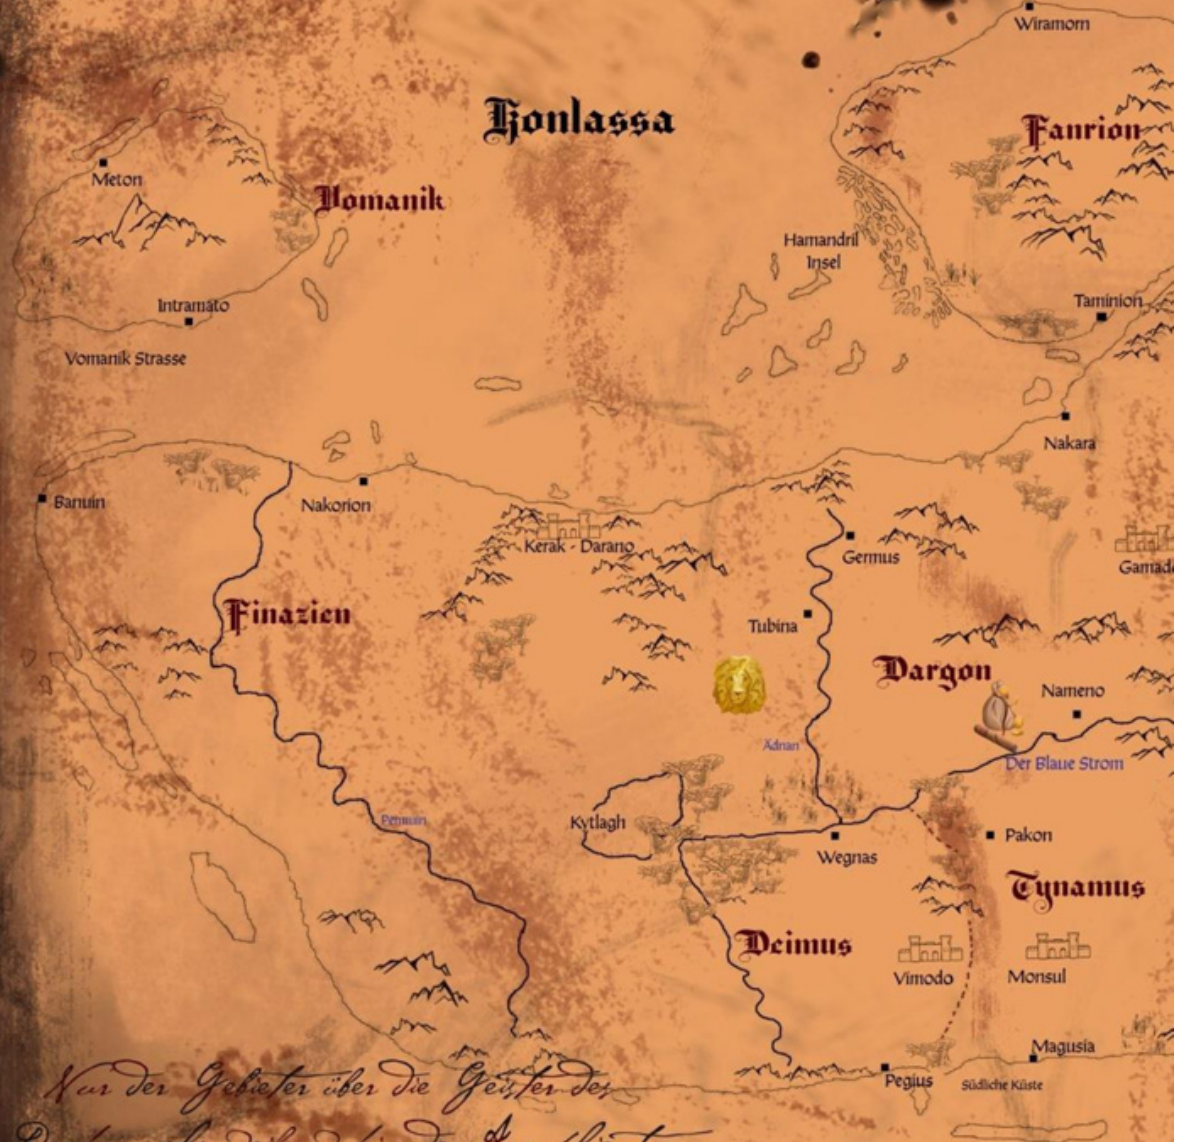 Wiramorn
Konlassa
Fanrion
Meton
Vomanik
Hamandril
Insel
Intramato
Taminion
Vomanik Strasse
Nakara
Banuin
Nakorion
Kerak - Darano
Germus
Gamad
Finazien
Tubina
Dargon
Nameno
Ädnan
Der Blaue Strom
Kytlagh
Pakon
Wegnas
Tynamus
Deimus
Vimodo
Monsul
Magusia
Nur der Gebieter über die Geister des
Pegius
Südliche Küste